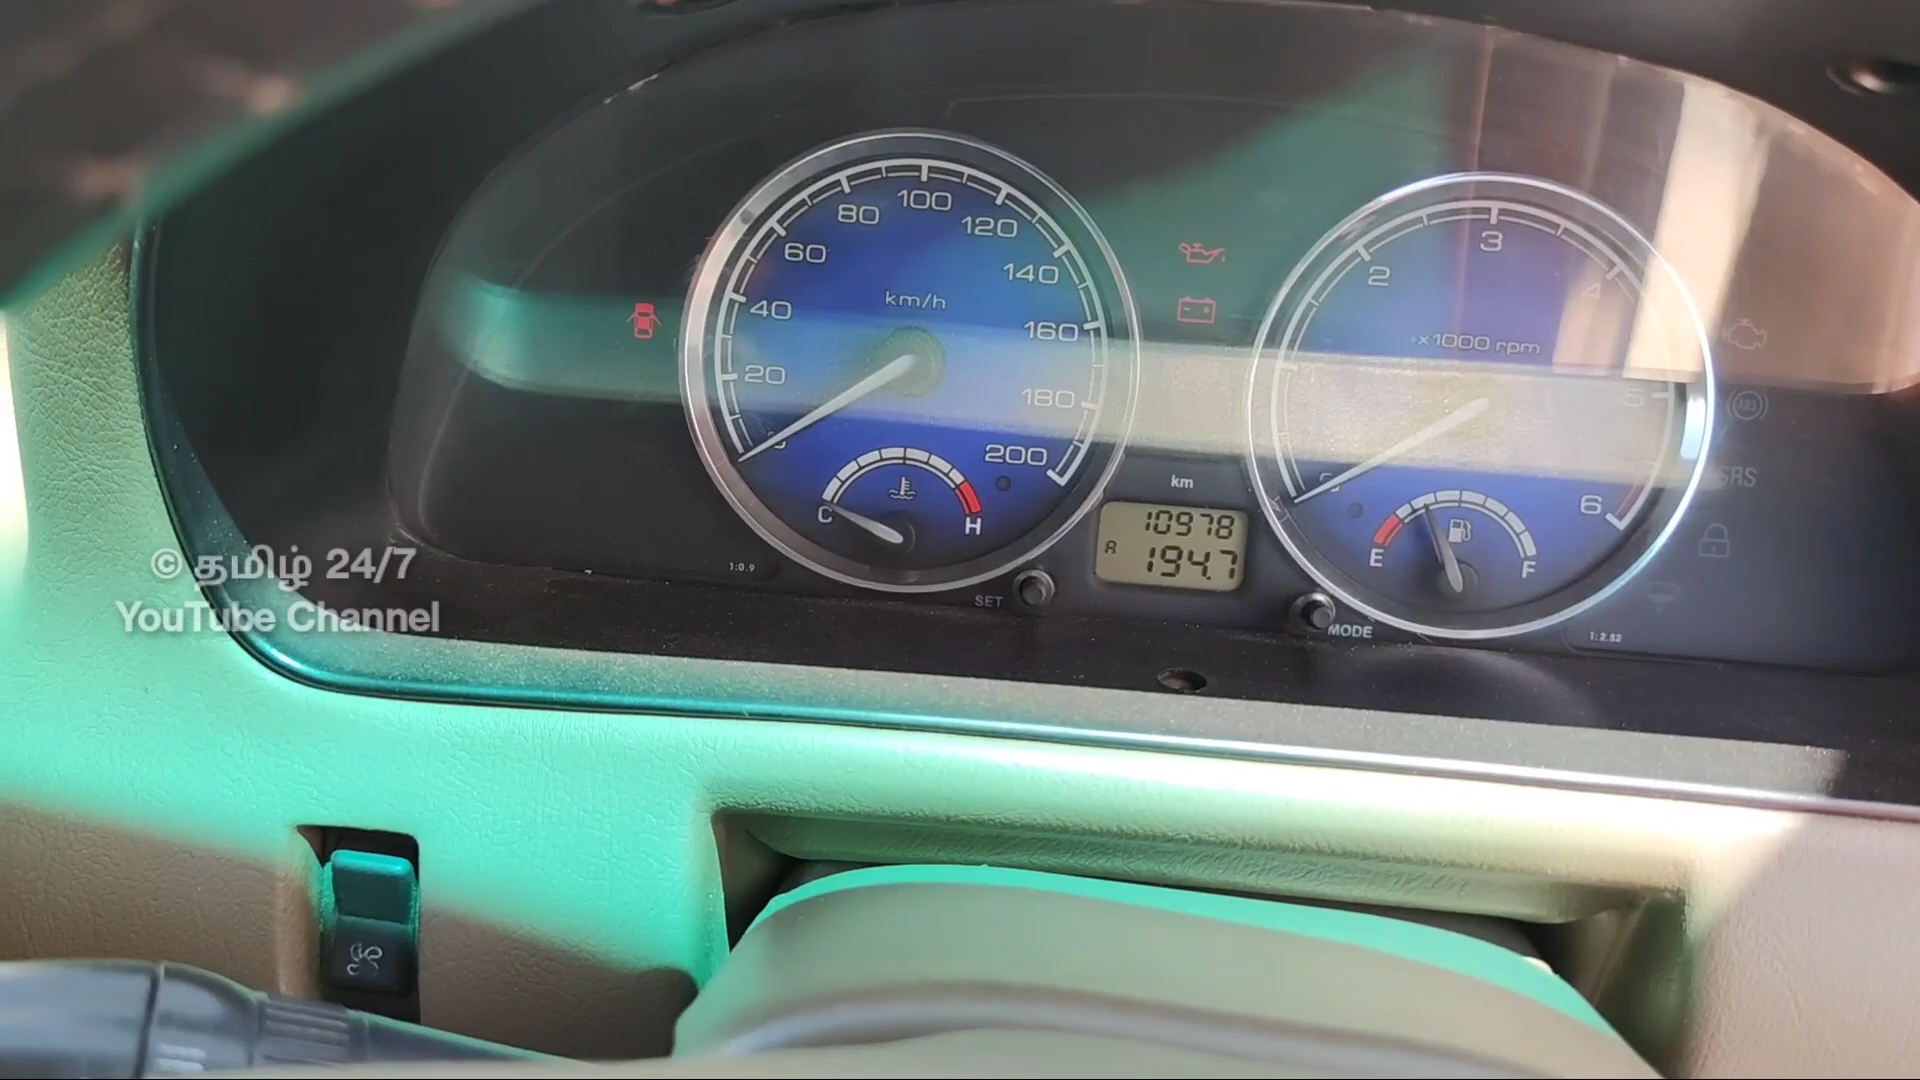 100
80
120
60
140
km/h
40
160
20
180
200
C
H
1:0.9
SET
km
10978
A 194.7
MODE
3
2
4
x1000 rpm
5
6
E
F
1:2.52
ABS
SRS
© தமிழ் 24/7
YouTube Channel